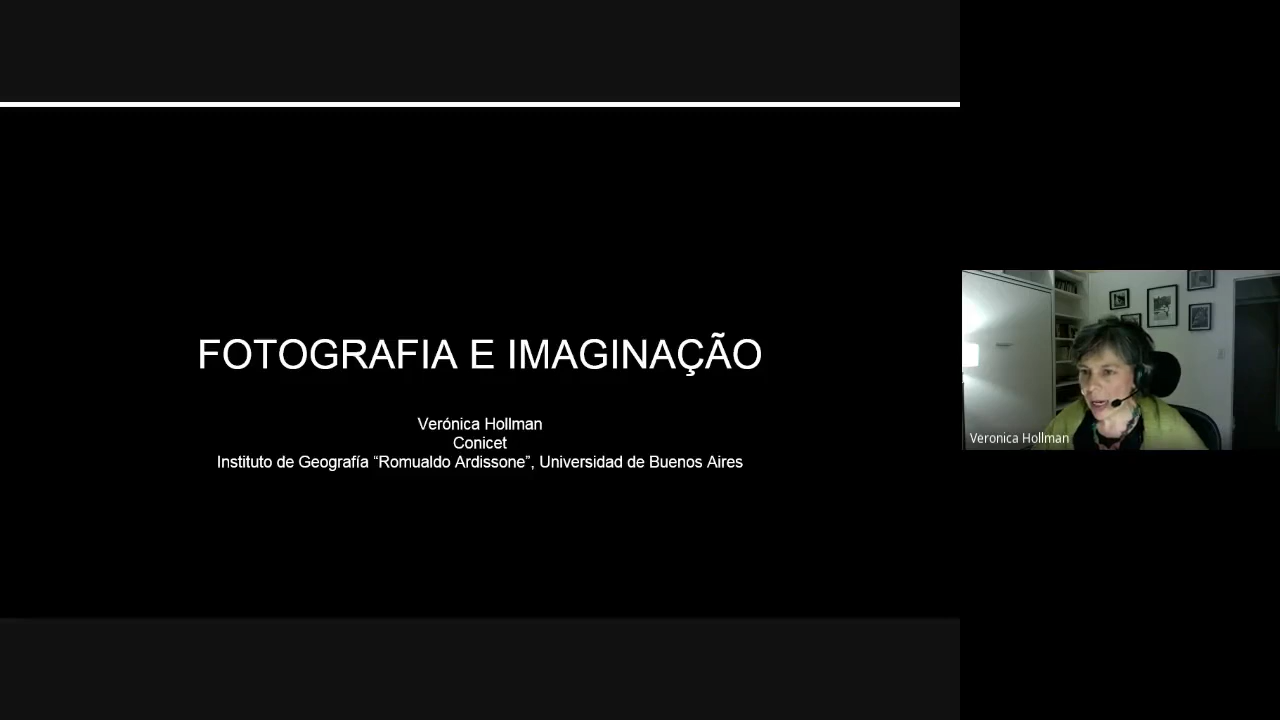 FOTOGRAFIA E IMAGINAÇÃO
Verónica Hollman
Conicet
Instituto de Geografía “Romualdo Ardissone”, Universidad de Buenos Aires
Veronica Hollman